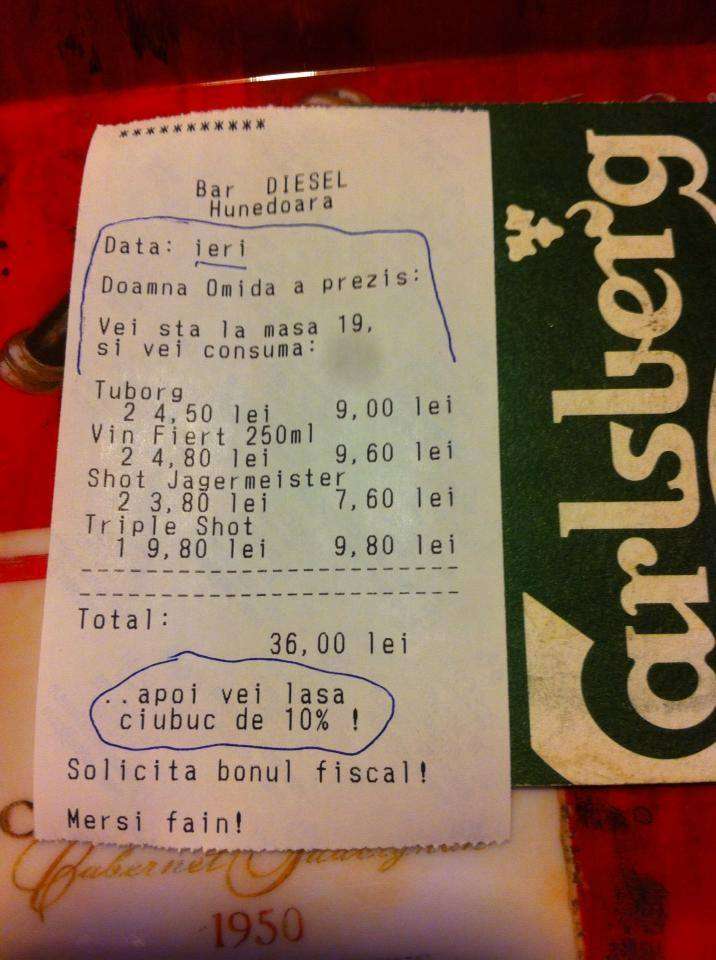 ***********
Bar DIESEL
Hunedoara
Data: ieri
Doamna Omida a prezis:
Vei sta la masa 19,
si vei consuma:
Tuborg
2 4,50 lei 9,00 lei
Vin Fiert 250ml
2 4,80 lei 9,60 lei
Shot Jagermeister
2 3,80 lei 7,60 lei
Triple Shot
1 9,80 lei 9,80 lei
Total:
36,00 lei
..apoi vei lasa
ciubuc de 10% !
Solicita bonul fiscal!
Mersi fain!
Carlsberg
Cabernet Sauvignon
1950